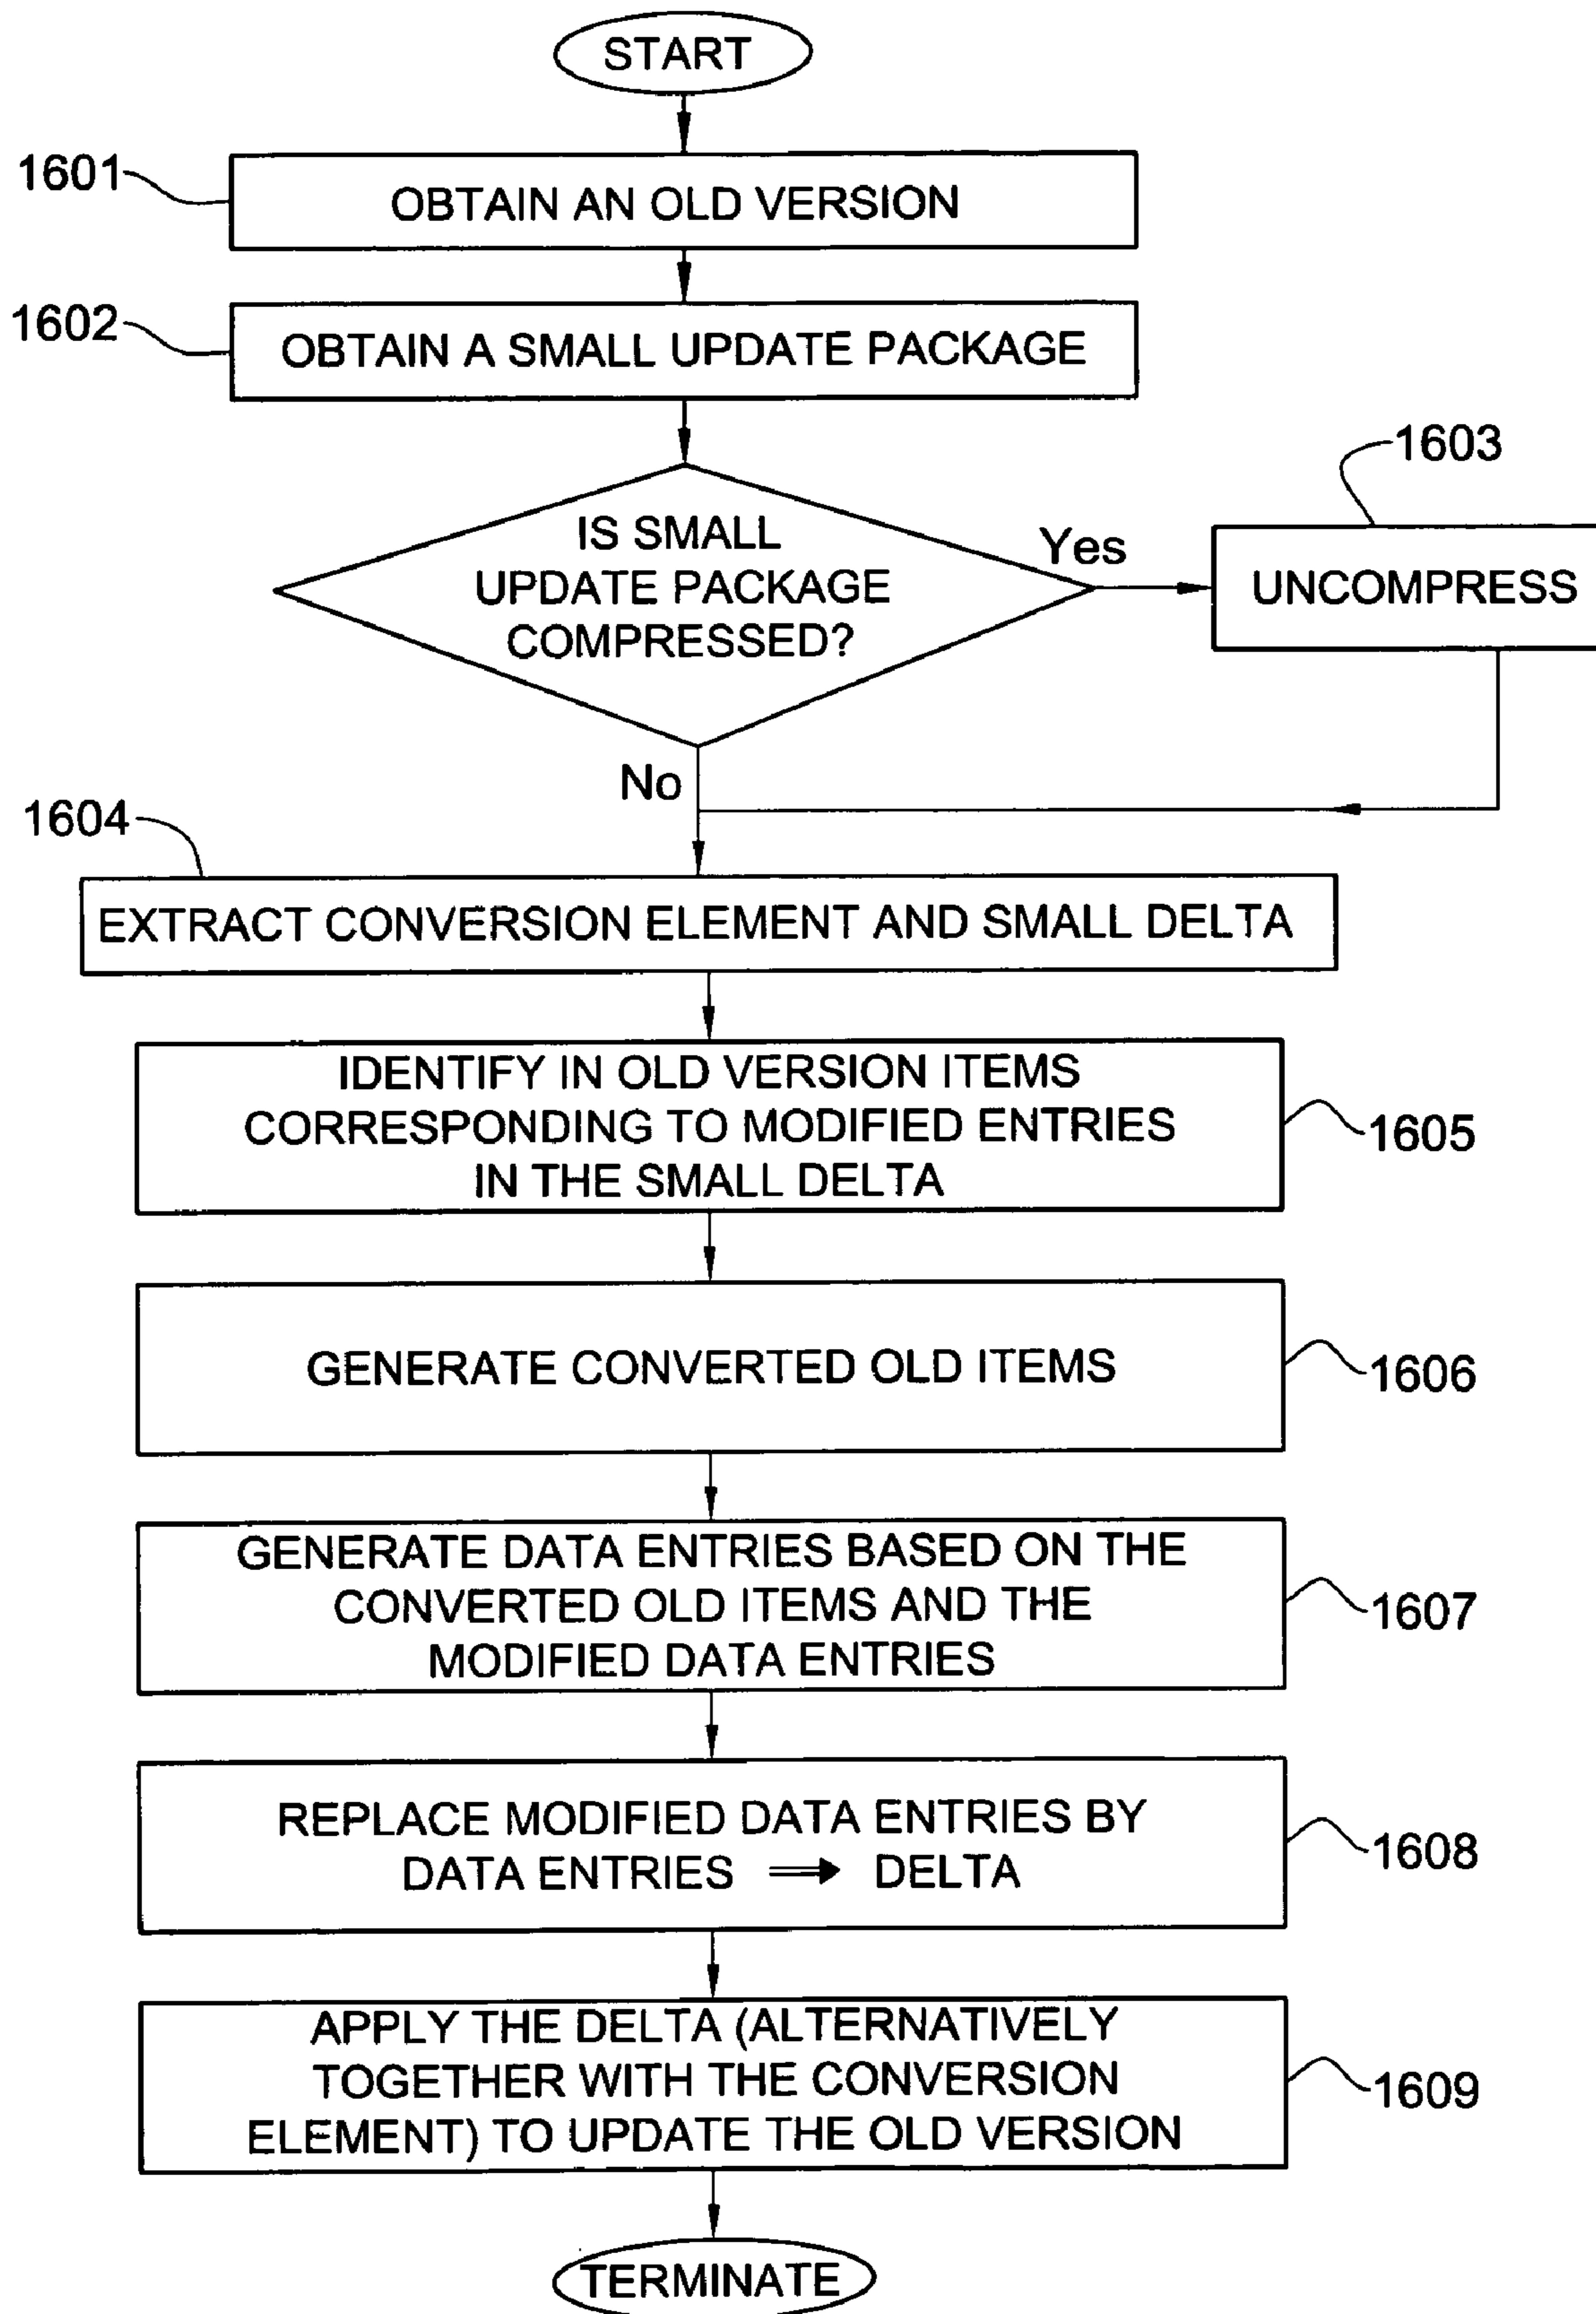 START
1601
OBTAIN AN OLD VERSION
1602
OBTAIN A SMALL UPDATE PACKAGE
1603
IS SMALL
UPDATE PACKAGE
COMPRESSED?
Yes
UNCOMPRESS
No
1604
EXTRACT CONVERSION ELEMENT AND SMALL DELTA
IDENTIFY IN OLD VERSION ITEMS
CORRESPONDING TO MODIFIED ENTRIES
IN THE SMALL DELTA
1605
GENERATE CONVERTED OLD ITEMS
1606
GENERATE DATA ENTRIES BASED ON THE
CONVERTED OLD ITEMS AND THE
MODIFIED DATA ENTRIES
1607
REPLACE MODIFIED DATA ENTRIES BY
DATA ENTRIES ⇒ DELTA
1608
APPLY THE DELTA (ALTERNATIVELY
TOGETHER WITH THE CONVERSION
ELEMENT) TO UPDATE THE OLD VERSION
1609
TERMINATE